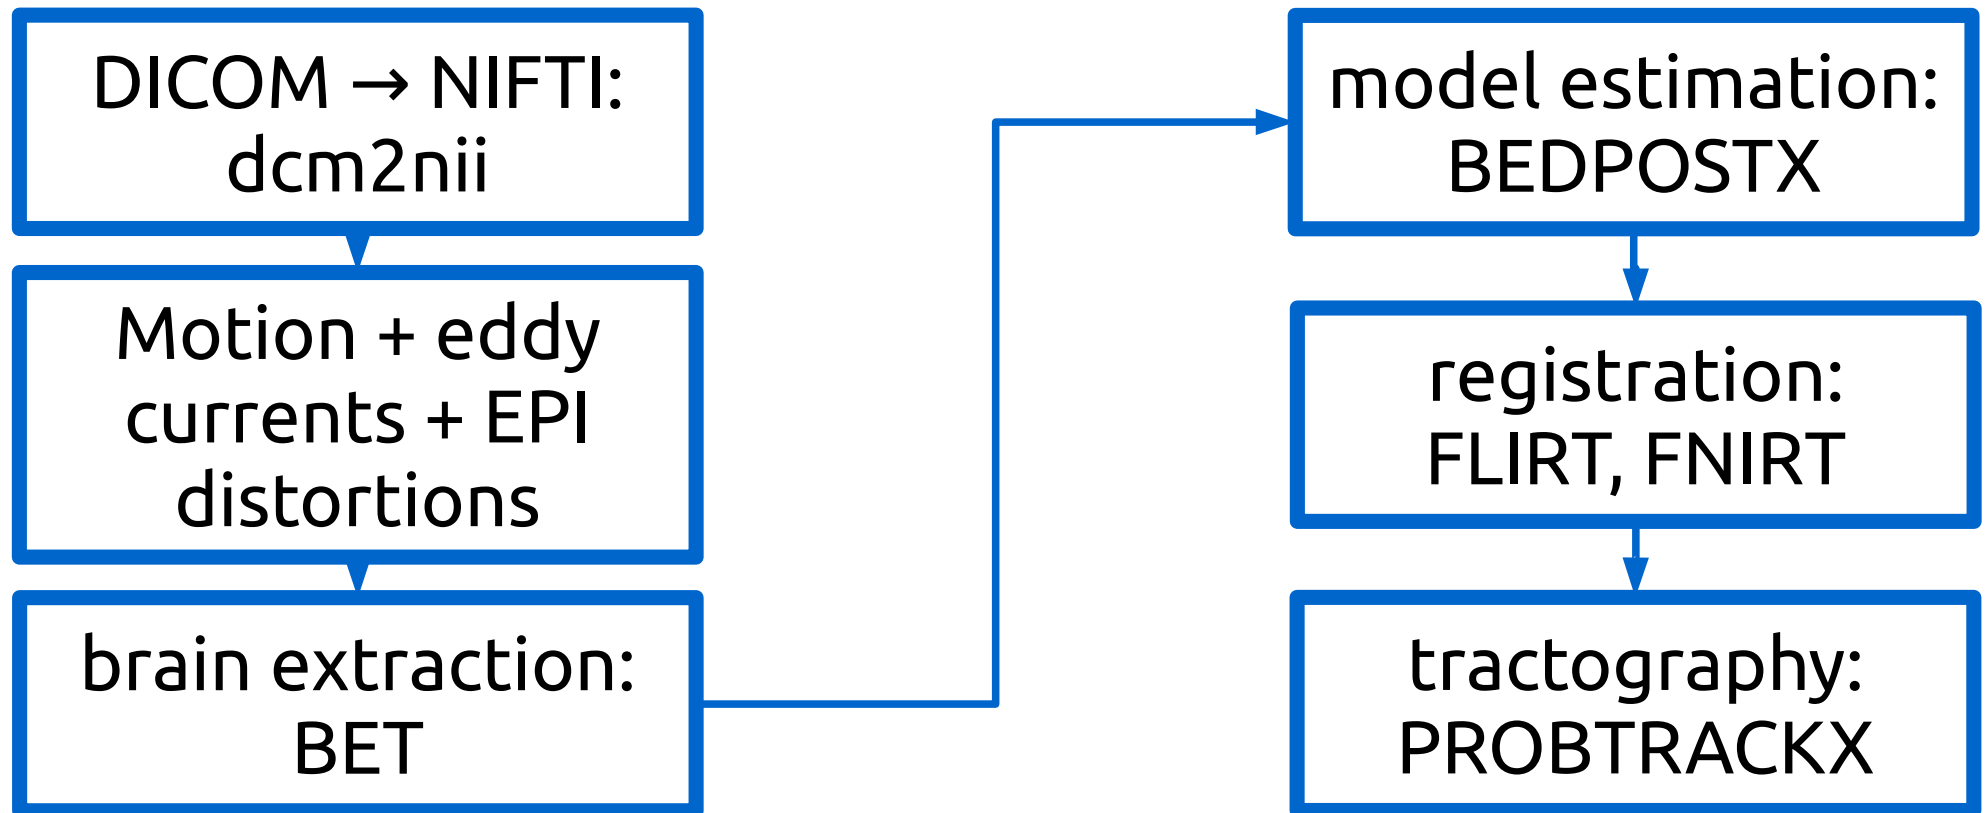 DICOM → NIFTI:
dcm2nii
Motion + eddy
currents + EPI
distortions
brain extraction:
BET
model estimation:
BEDPOSTX
registration:
FLIRT, FNIRT
tractography:
PROBTRACKX